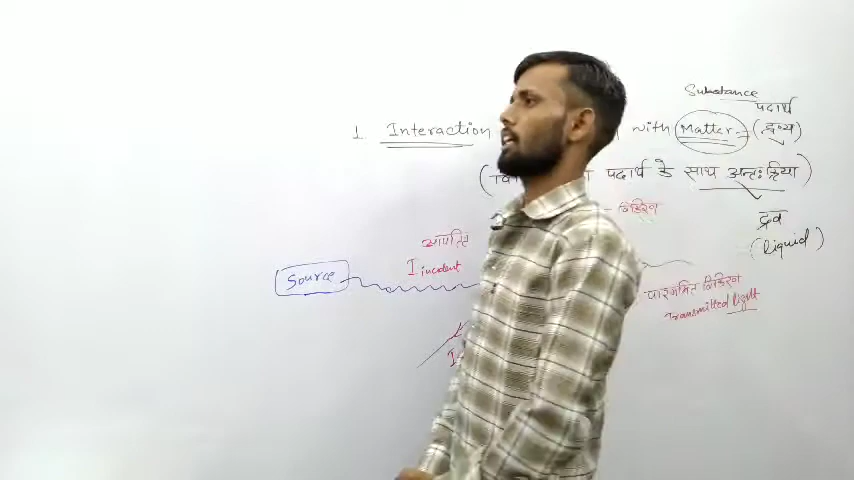 Substance
पदार्थ
1 Interaction with Matter - (द्रव्य)
पदार्थ के साथ अन्तःक्रिया)
- विकिरण
द्रव
(liquid)
आपतित
I incident
Source
पारगमित विकिरण
Transmitted light
I